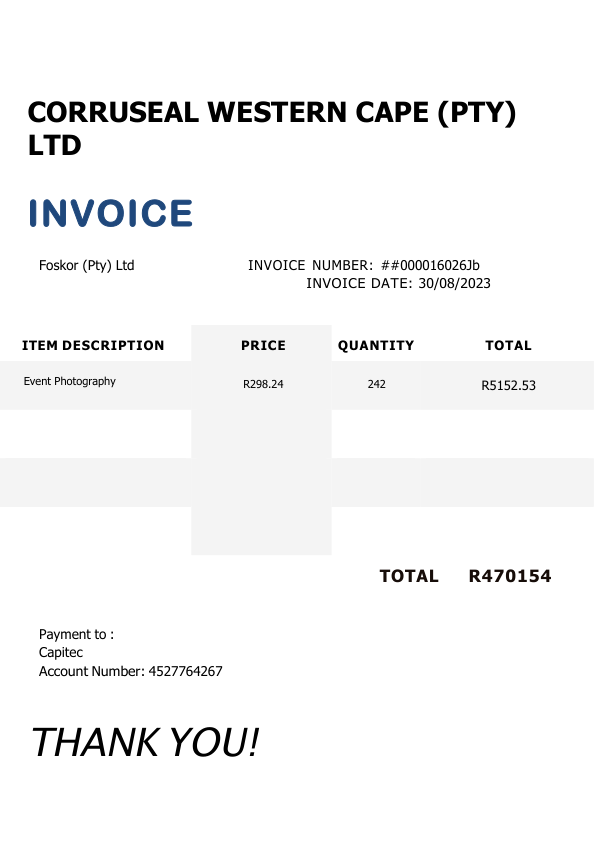 CORRUSEAL WESTERN CAPE (PTY)
LTD
INVOICE
Foskor (Pty) Ltd
INVOICE NUMBER: ##000016026Jb
INVOICE DATE: 30/08/2023
ITEM DESCRIPTION PRICE QUANTITY TOTAL
Event Photography R298.24 242 R5152.53
TOTAL R470154
Payment to :
Capitec
Account Number: 4527764267
THANK YOU!